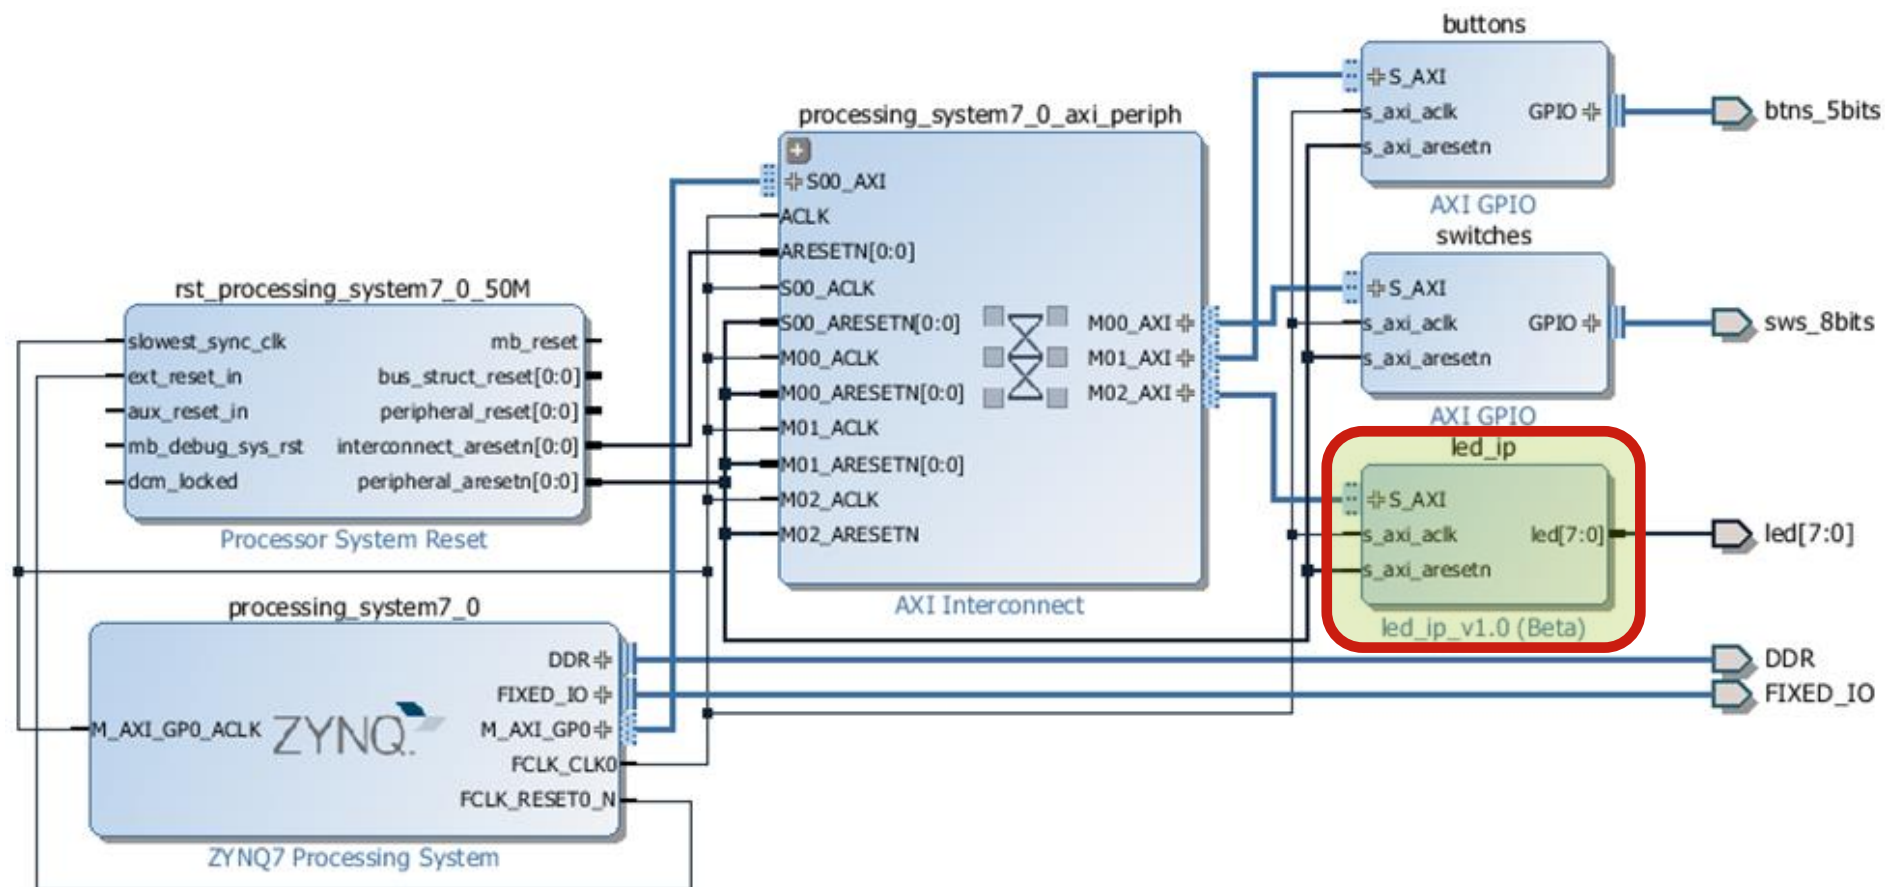 rst_processing_system7_0_50M
slowest_sync_clk
ext_reset_in
aux_reset_in
mb_debug_sys_rst
dcm_locked
mb_reset
bus_struct_reset[0:0]
peripheral_reset[0:0]
interconnect_aresetn[0:0]
peripheral_aresetn[0:0]
Processor System Reset
processing_system7_0
M_AXI_GP0_ACLK
ZYNQ.
DDR
FIXED_IO
M_AXI_GP0
FCLK_CLK0
FCLK_RESET0_N
ZYNQ7 Processing System
processing_system7_0_axi_periph
S00_AXI
ACLK
ARESETN[0:0]
S00_ACLK
S00_ARESETN[0:0]
M00_ACLK
M00_ARESETN[0:0]
M01_ACLK
M01_ARESETN[0:0]
M02_ACLK
M02_ARESETN
M00_AXI
M01_AXI
M02_AXI
AXI Interconnect
buttons
S_AXI
s_axi_aclk
s_axi_aresetn
GPIO
AXI GPIO
btns_5bits
switches
S_AXI
s_axi_aclk
s_axi_aresetn
GPIO
AXI GPIO
sws_8bits
led_ip
S_AXI
s_axi_aclk
s_axi_aresetn
led[7:0]
led_ip_v1.0 (Beta)
led[7:0]
DDR
FIXED_IO